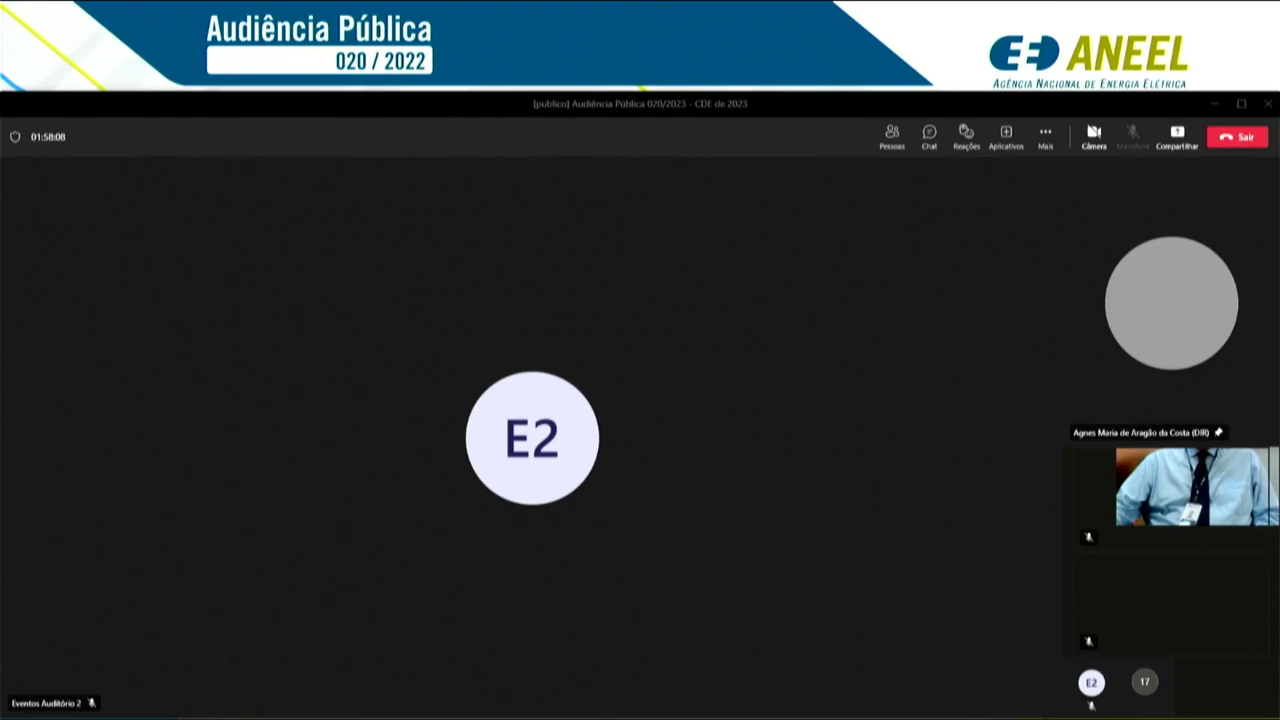 Audiência Pública
020 / 2022
ANEEL
AGÊNCIA NACIONAL DE ENERGIA ELÉTRICA
[publico] Audiência Pública 020/2023 - CDE de 2023
01:58:08
Pessoas
Chat
Reações
Aplicativos
Mais
Câmera
Microfone
Compartilhar
Sair
E2
Agnes Maria de Aragão da Costa (DIR)
E2
17
Eventos Auditório 2